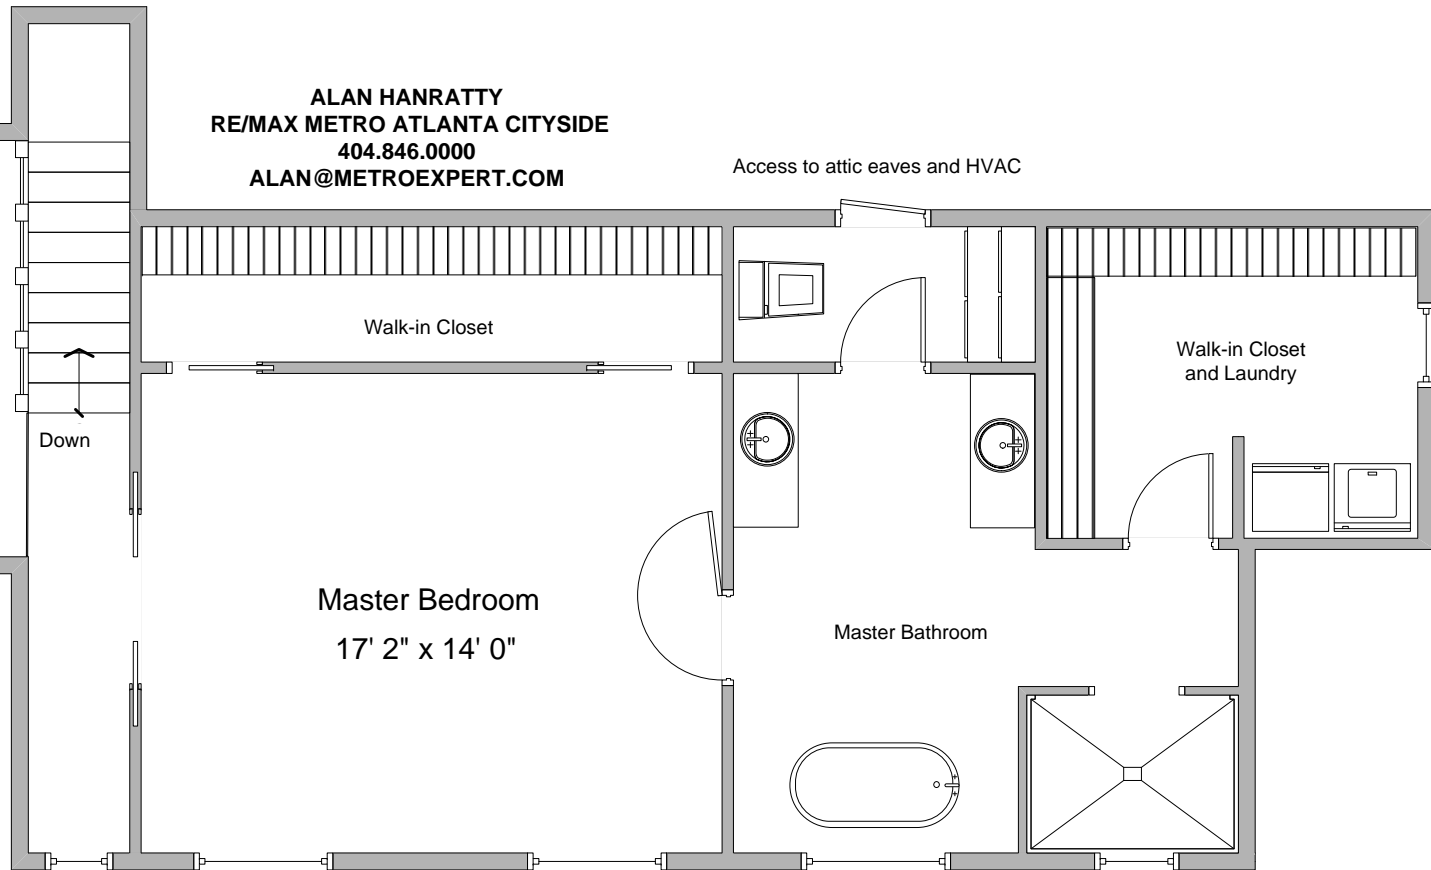 ALAN HANRATTY
RE/MAX METRO ATLANTA CITYSIDE
404.846.0000
ALAN@METROEXPERT.COM
Access to attic eaves and HVAC
Walk-in Closet
Walk-in Closet
and Laundry
Down
Master Bedroom
17' 2" x 14' 0"
Master Bathroom